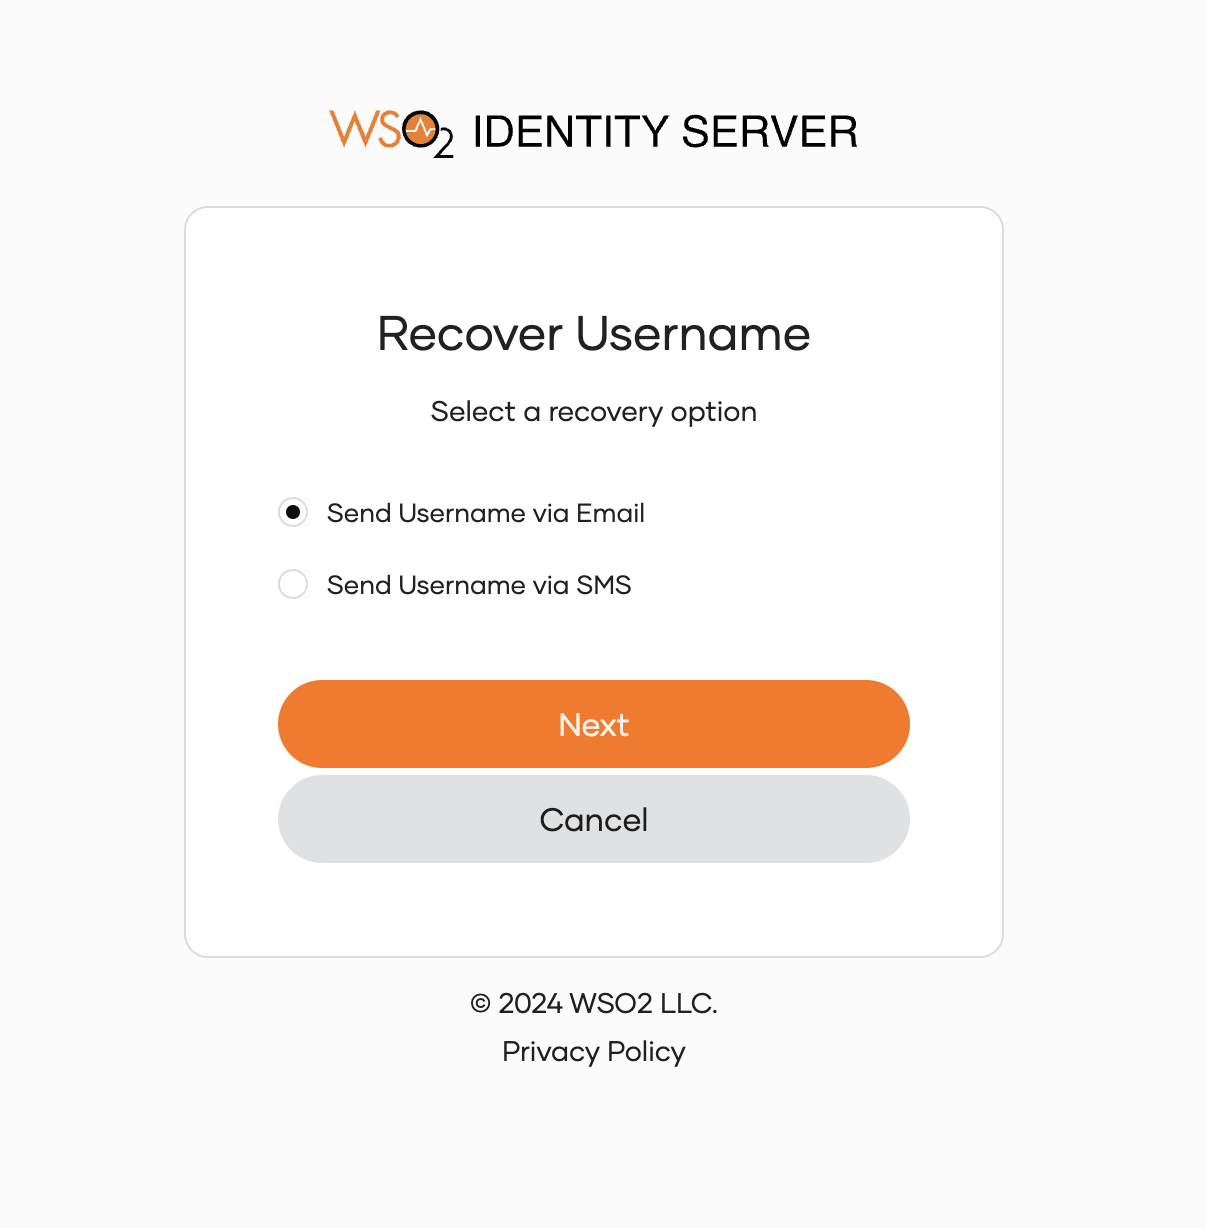 WSO2 IDENTITY SERVER
Recover Username
Select a recovery option
Send Username via Email
Send Username via SMS
Next
Cancel
© 2024 WSO2 LLC.
Privacy Policy